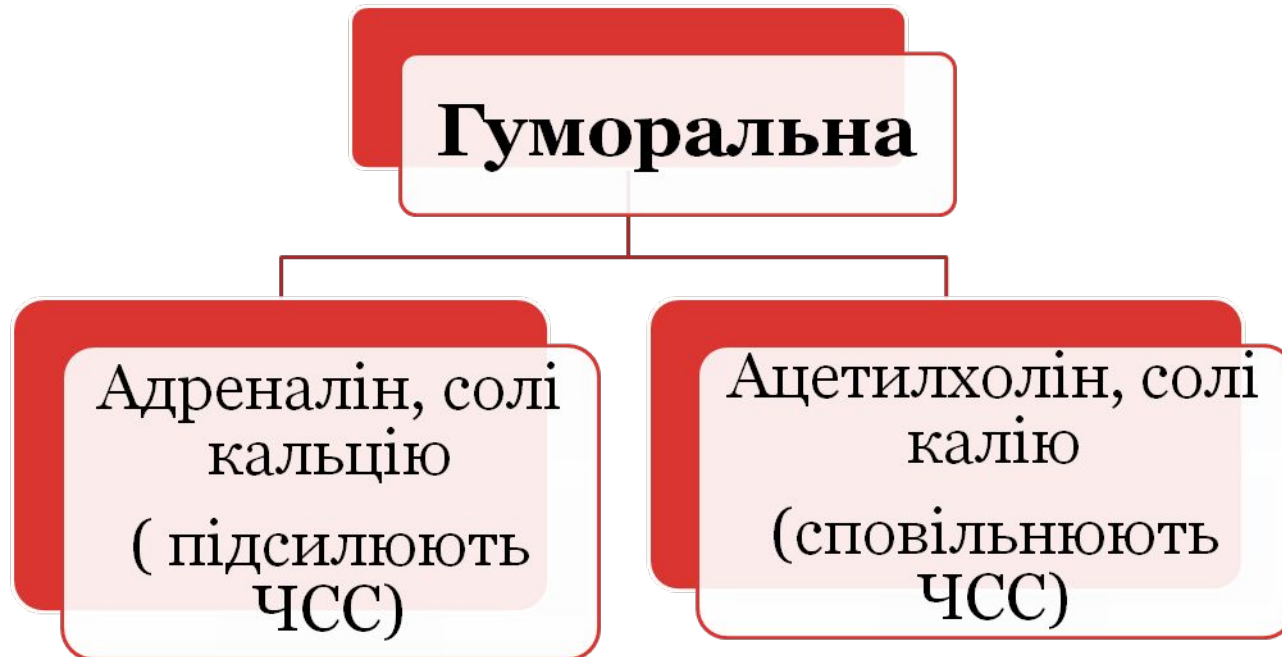 Гуморальна
Адреналін, солі
кальцію
( підсилюють
ЧСС)
Ацетилхолін, солі
калію
(сповільнюють
ЧСС)